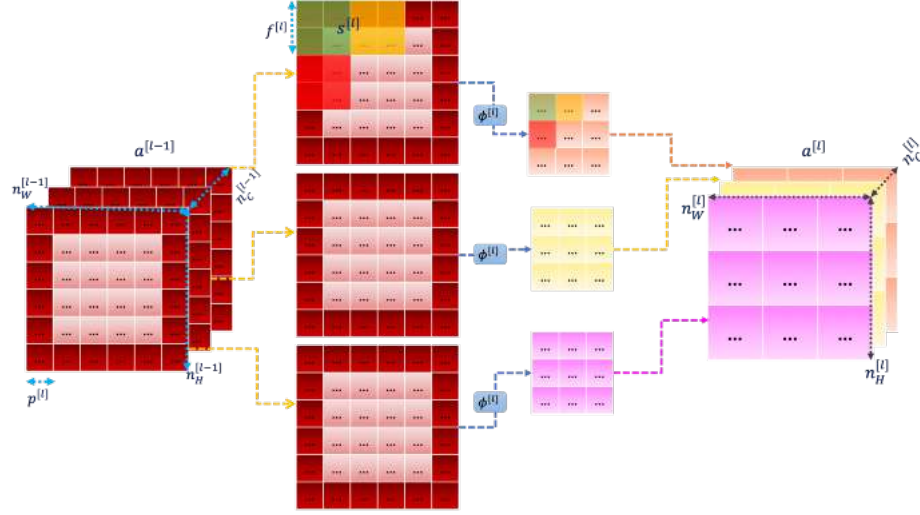 f^[l]
s^[l]
a^[l-1]
n_W^[l-1]
n_C^[l-1]
n_H^[l-1]
p^[l]
ϕ^[l]
ϕ^[l]
ϕ^[l]
a^[l]
n_C^[l]
n_W^[l]
n_H^[l]